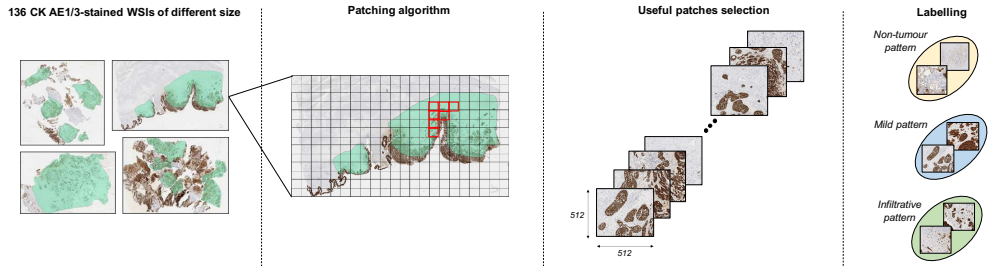 136 CK AE1/3-stained WSIs of different size
Patching algorithm
Useful patches selection
Labelling
Non-tumour
pattern
Mild pattern
Infiltrative
pattern
512
512